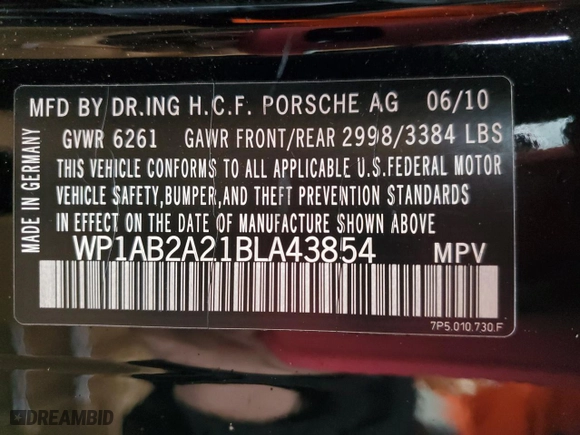 MFD BY DR.ING H.C.F. PORSCHE AG 06/10
GVWR 6261 GAWR FRONT/REAR 2998/3384 LBS
THIS VEHICLE CONFORMS TO ALL APPLICABLE U.S.FEDERAL MOTOR
VEHICLE SAFETY,BUMPER,AND THEFT PREVENTION STANDARDS
IN EFFECT ON THE DATE OF MANUFACTURE SHOWN ABOVE
MADE IN GERMANY
WP1AB2A21BLA43854 MPV
7P5.010.730.F
DREAMBID